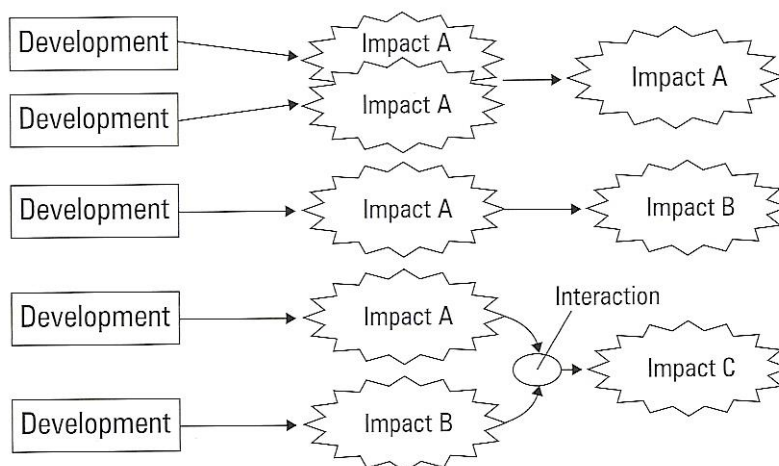 Development
Impact A
Impact A
Development
Impact A
Development
Impact A
Impact B
Interaction
Development
Impact A
Impact C
Development
Impact B